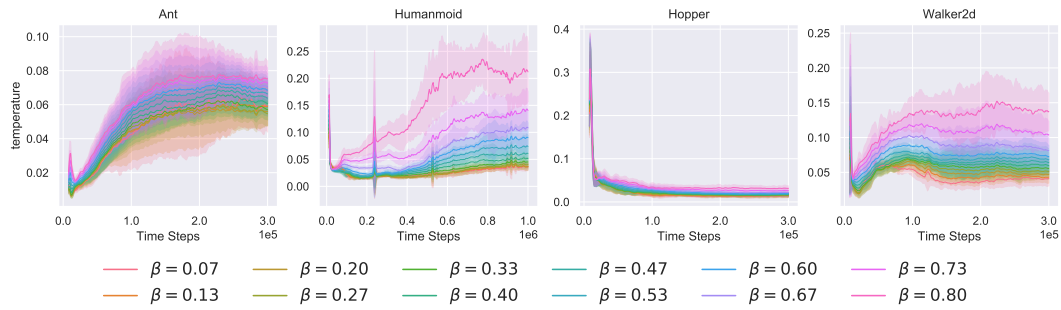 Ant Humanmoid Hopper Walker2d
temperature
0.10
0.08
0.06
0.04
0.02
0.0 1.0 2.0 3.0
Time Steps 1e5
0.25
0.20
0.15
0.10
0.05
0.00
0.0 0.2 0.4 0.6 0.8 1.0
Time Steps 1e6
0.4
0.3
0.2
0.1
0.0
0.0 1.0 2.0 3.0
Time Steps 1e5
0.25
0.20
0.15
0.10
0.05
0.0 1.0 2.0 3.0
Time Steps 1e5
β = 0.07 β = 0.20 β = 0.33 β = 0.47 β = 0.60 β = 0.73
β = 0.13 β = 0.27 β = 0.40 β = 0.53 β = 0.67 β = 0.80